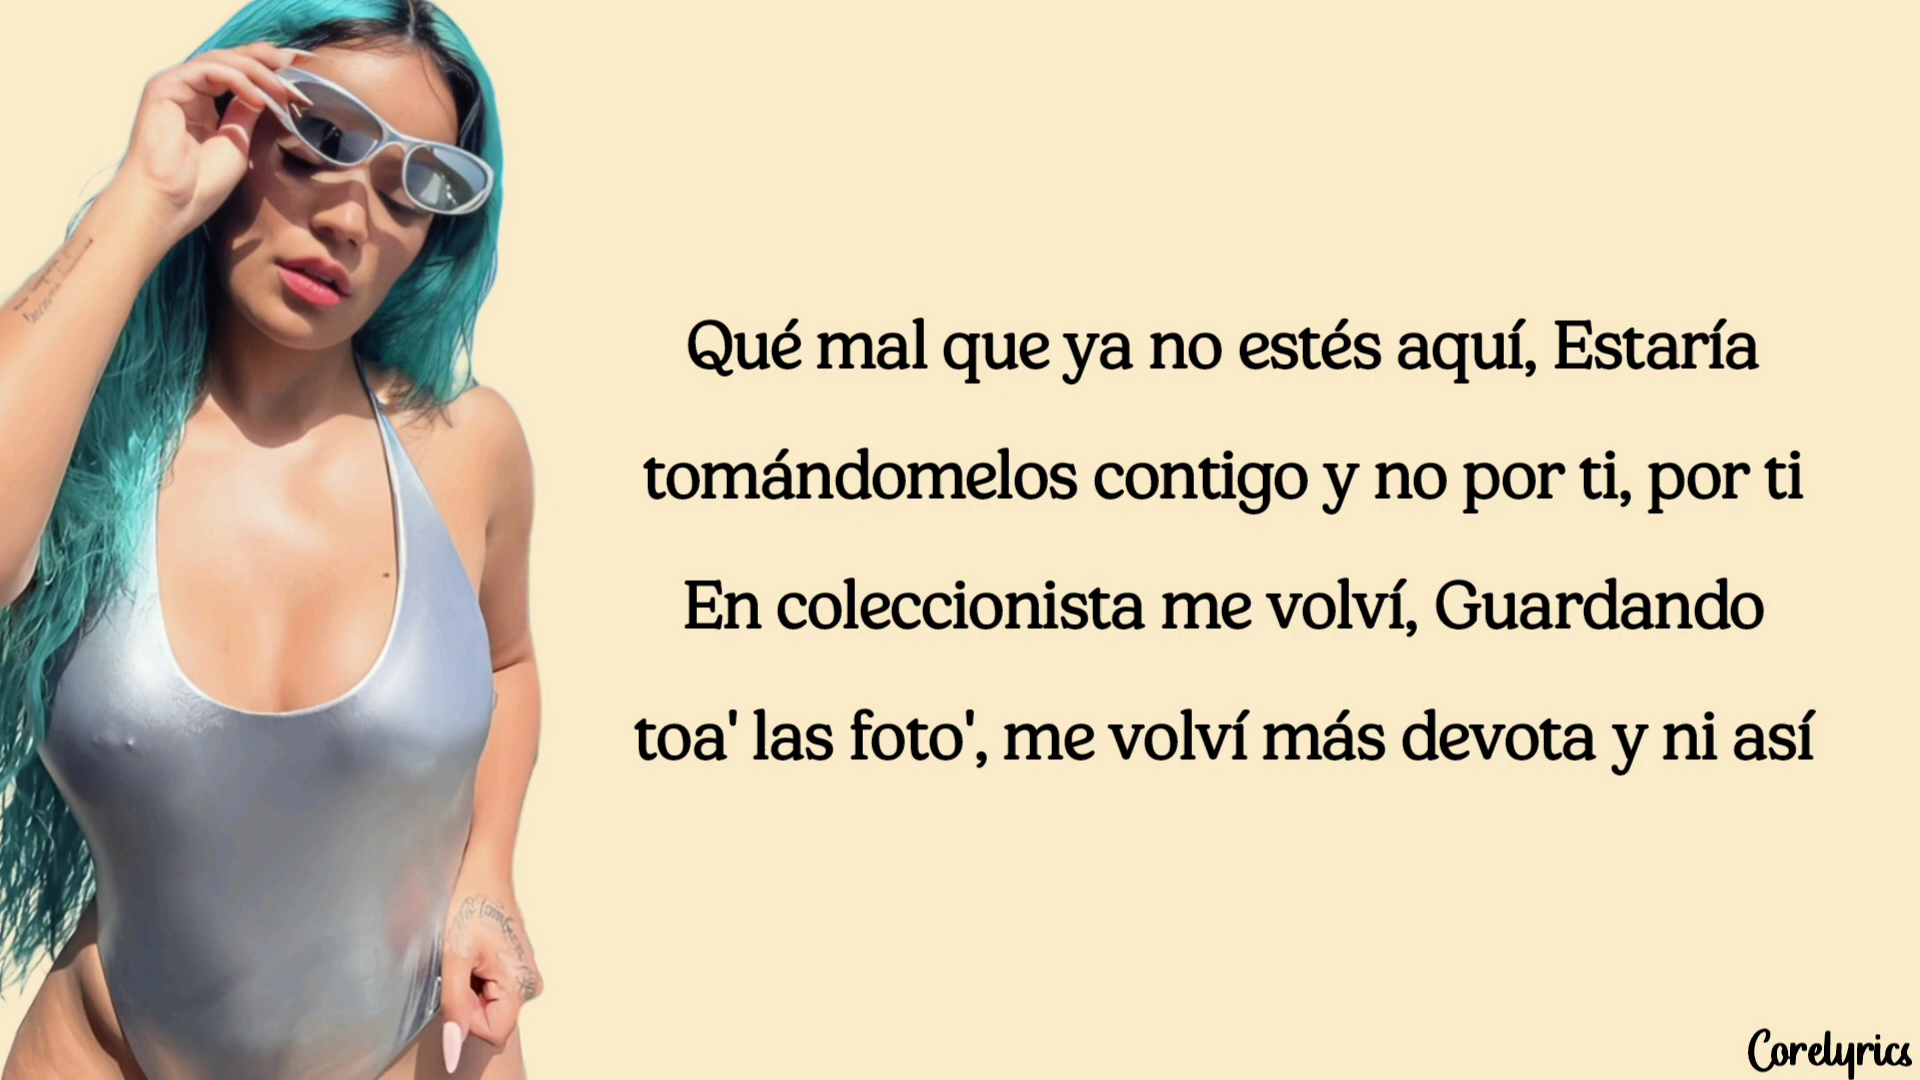 Qué mal que ya no estés aquí, Estaría
tomándomelos contigo y no por ti, por ti
En coleccionista me volví, Guardando
toa' las foto', me volví más devota y ni así
Corelyrics